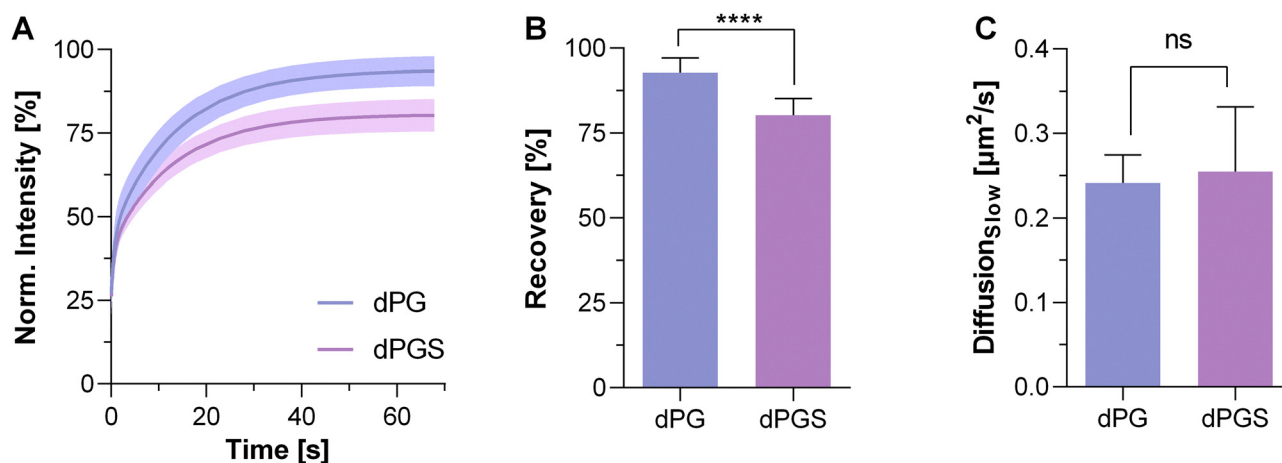 A
Norm. Intensity [%]
100
75
50
25
0
0 20 40 60
Time [s]
dPG
dPGS
B
****
Recovery [%]
100
75
50
25
0
dPG dPGS
C
ns
Diffusion_Slow [µm²/s]
0.4
0.3
0.2
0.1
0.0
dPG dPGS